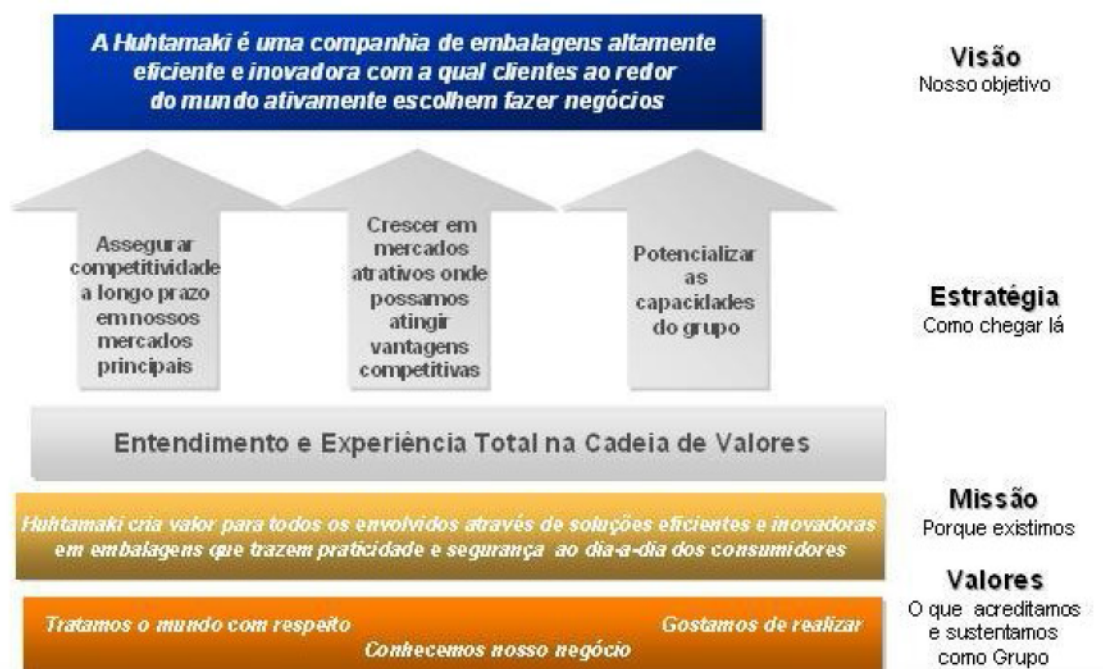 A Huhtamaki é uma companhia de embalagens altamente
eficiente e inovadora com a qual clientes ao redor
do mundo ativamente escolhem fazer negócios
Visão
Nosso objetivo
Assegurar
competitividade
a longo prazo
em nossos
mercados
principais
Crescer em
mercados
atrativos onde
possamos
atingir
vantagens
competitivas
Potencializar
as
capacidades
do grupo
Estratégia
Como chegar lá
Entendimento e Experiência Total na Cadeia de Valores
Huhtamaki cria valor para todos os envolvidos através de soluções eficientes e inovadoras
em embalagens que trazem praticidade e segurança ao dia-a-dia dos consumidores
Missão
Porque existimos
Tratamos o mundo com respeito
Gostamos de realizar
Conhecemos nosso negócio
Valores
O que acreditamos
e sustentamos
como Grupo